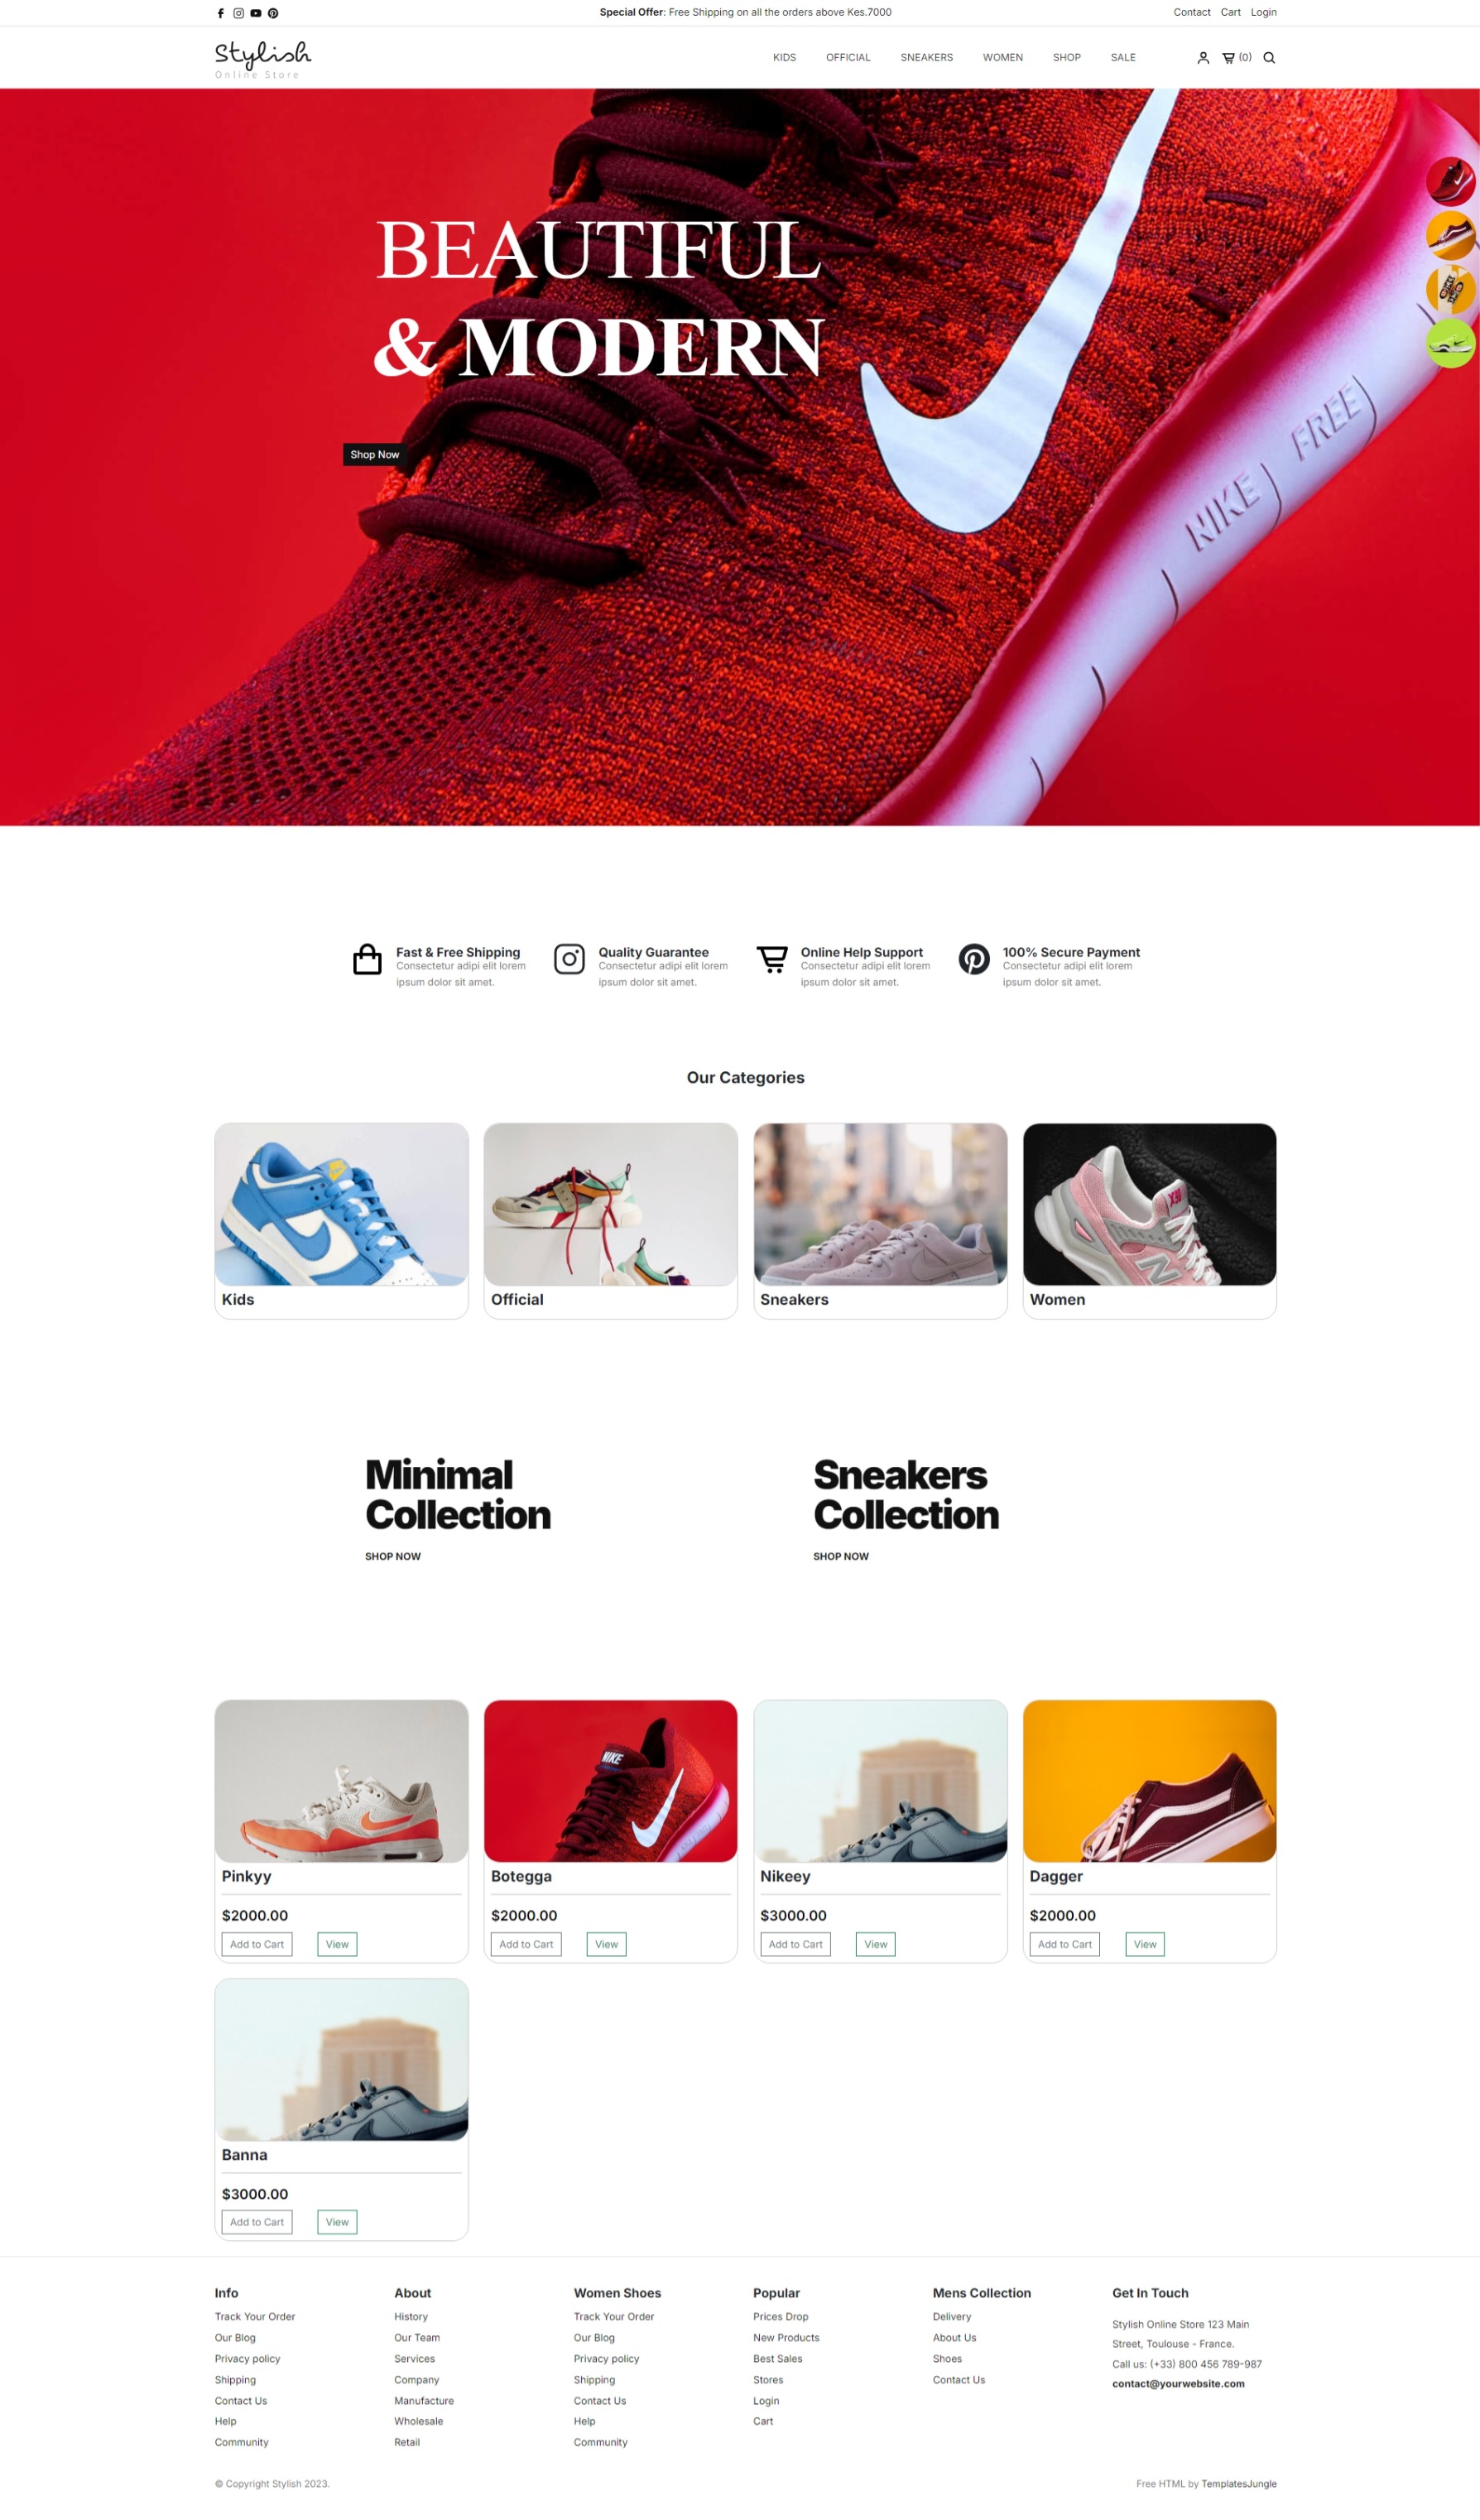 Special Offer: Free Shipping on all the orders above Kes.7000
Contact Cart Login
Stylish
Online Store
KIDS OFFICIAL SNEAKERS WOMEN SHOP SALE (0)
BEAUTIFUL
& MODERN
Shop Now
NIKE FREE
Fast & Free Shipping
Consectetur adipi elit lorem
ipsum dolor sit amet.
Quality Guarantee
Consectetur adipi elit lorem
ipsum dolor sit amet.
Online Help Support
Consectetur adipi elit lorem
ipsum dolor sit amet.
100% Secure Payment
Consectetur adipi elit lorem
ipsum dolor sit amet.
Our Categories
X90
N
Kids
Official
Sneakers
Women
Minimal
Collection
SHOP NOW
Sneakers
Collection
SHOP NOW
NIKE
Pinkyy
$2000.00
Add to Cart View
Botegga
$2000.00
Add to Cart View
Nikeey
$3000.00
Add to Cart View
Dagger
$2000.00
Add to Cart View
Banna
$3000.00
Add to Cart View
Info
Track Your Order
Our Blog
Privacy policy
Shipping
Contact Us
Help
Community
About
History
Our Team
Services
Company
Manufacture
Wholesale
Retail
Women Shoes
Track Your Order
Our Blog
Privacy policy
Shipping
Contact Us
Help
Community
Popular
Prices Drop
New Products
Best Sales
Stores
Login
Cart
Mens Collection
Delivery
About Us
Shoes
Contact Us
Get In Touch
Stylish Online Store 123 Main
Street, Toulouse - France.
Call us: (+33) 800 456 789-987
contact@yourwebsite.com
© Copyright Stylish 2023.
Free HTML by TemplatesJungle